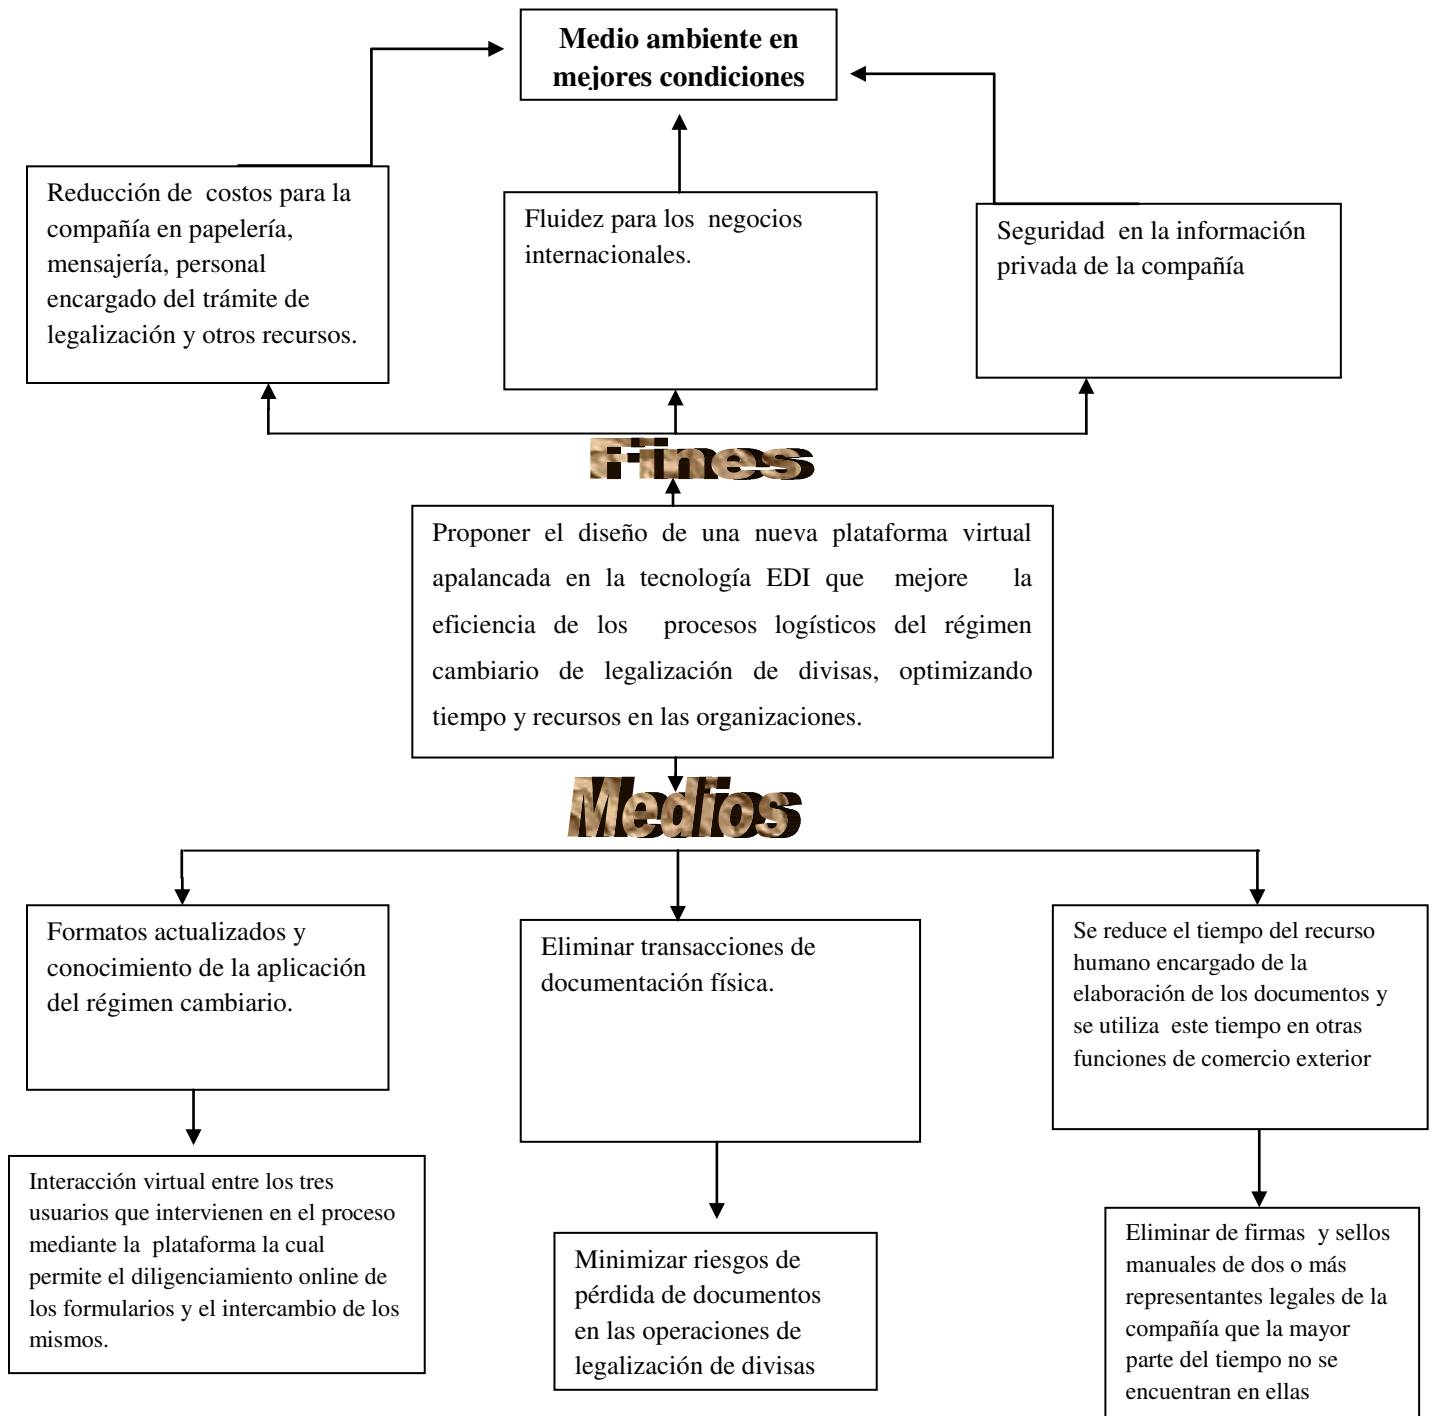 Medio ambiente en
mejores condiciones
Reducción de costos para la
compañía en papelería,
mensajería, personal
encargado del trámite de
legalización y otros recursos.
Fluidez para los negocios
internacionales.
Seguridad en la información
privada de la compañía
Fines
Proponer el diseño de una nueva plataforma virtual
apalancada en la tecnología EDI que mejore la
eficiencia de los procesos logísticos del régimen
cambiario de legalización de divisas, optimizando
tiempo y recursos en las organizaciones.
Medios
Formatos actualizados y
conocimiento de la aplicación
del régimen cambiario.
Eliminar transacciones de
documentación física.
Se reduce el tiempo del recurso
humano encargado de la
elaboración de los documentos y
se utiliza este tiempo en otras
funciones de comercio exterior
Interacción virtual entre los tres
usuarios que intervienen en el proceso
mediante la plataforma la cual
permite el diligenciamiento online de
los formularios y el intercambio de los
mismos.
Minimizar riesgos de
pérdida de documentos
en las operaciones de
legalización de divisas
Eliminar de firmas y sellos
manuales de dos o más
representantes legales de la
compañía que la mayor
parte del tiempo no se
encuentran en ellas